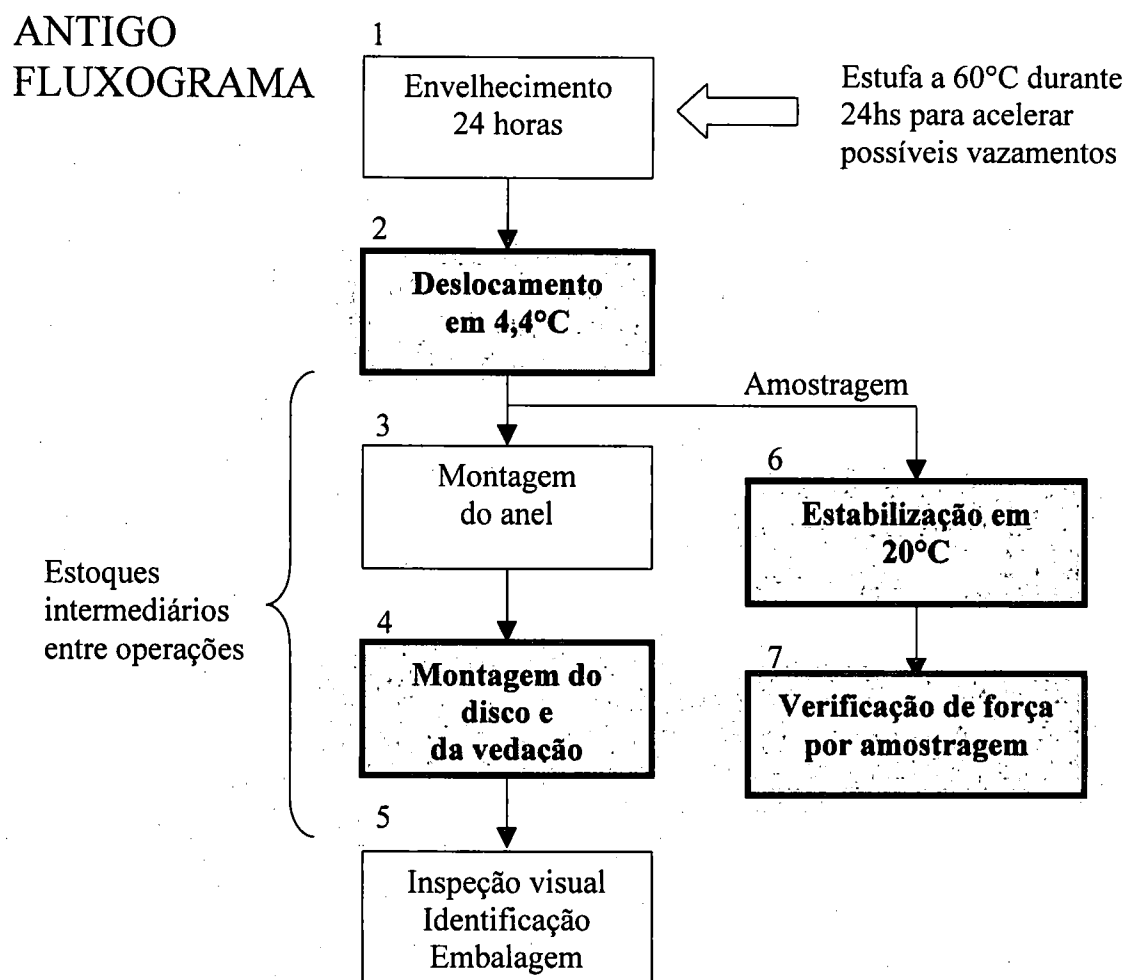 ANTIGO
FLUXOGRAMA
1
Envelhecimento
24 horas
Estufa a 60°C durante
24hs para acelerar
possíveis vazamentos
2
Deslocamento
em 4,4°C
Amostragem
3
Montagem
do anel
6
Estabilização em
20°C
Estoques
intermediários
entre operações
4
Montagem do
disco e
da vedação
7
Verificação de força
por amostragem
5
Inspeção visual
Identificação
Embalagem